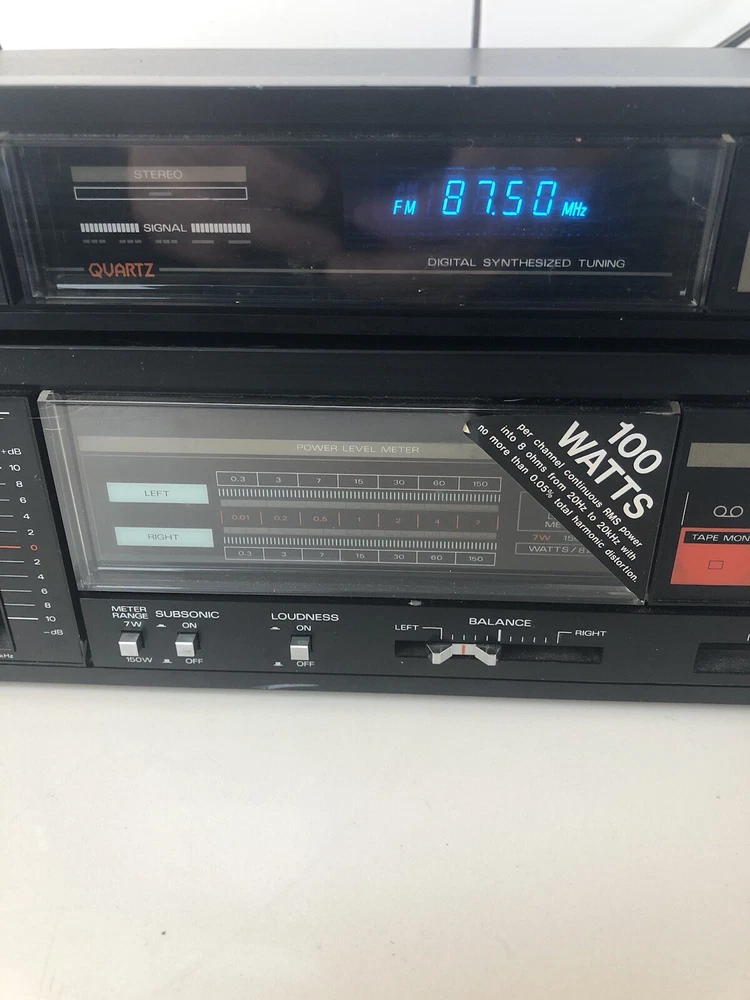 STEREO
FM 87.50 MHz
SIGNAL
QUARTZ
DIGITAL SYNTHESIZED TUNING
+dB
10
8
6
4
2
0
2
4
6
8
10
-dB
kHz
POWER LEVEL METER
LEFT
0.3 3 7 15 30 60 150
0.01 0.2 0.5 1 2 4 7
RIGHT
0.3 3 7 15 30 60 150
7W 15
WATTS/8
100
WATTS
per channel continuous RMS power
into 8 ohms from 20Hz to 20kHz with
no more than 0.05% total harmonic distortion.
TAPE MON
METER
RANGE
7W
150W
SUBSONIC
ON
OFF
LOUDNESS
ON
OFF
BALANCE
LEFT
RIGHT